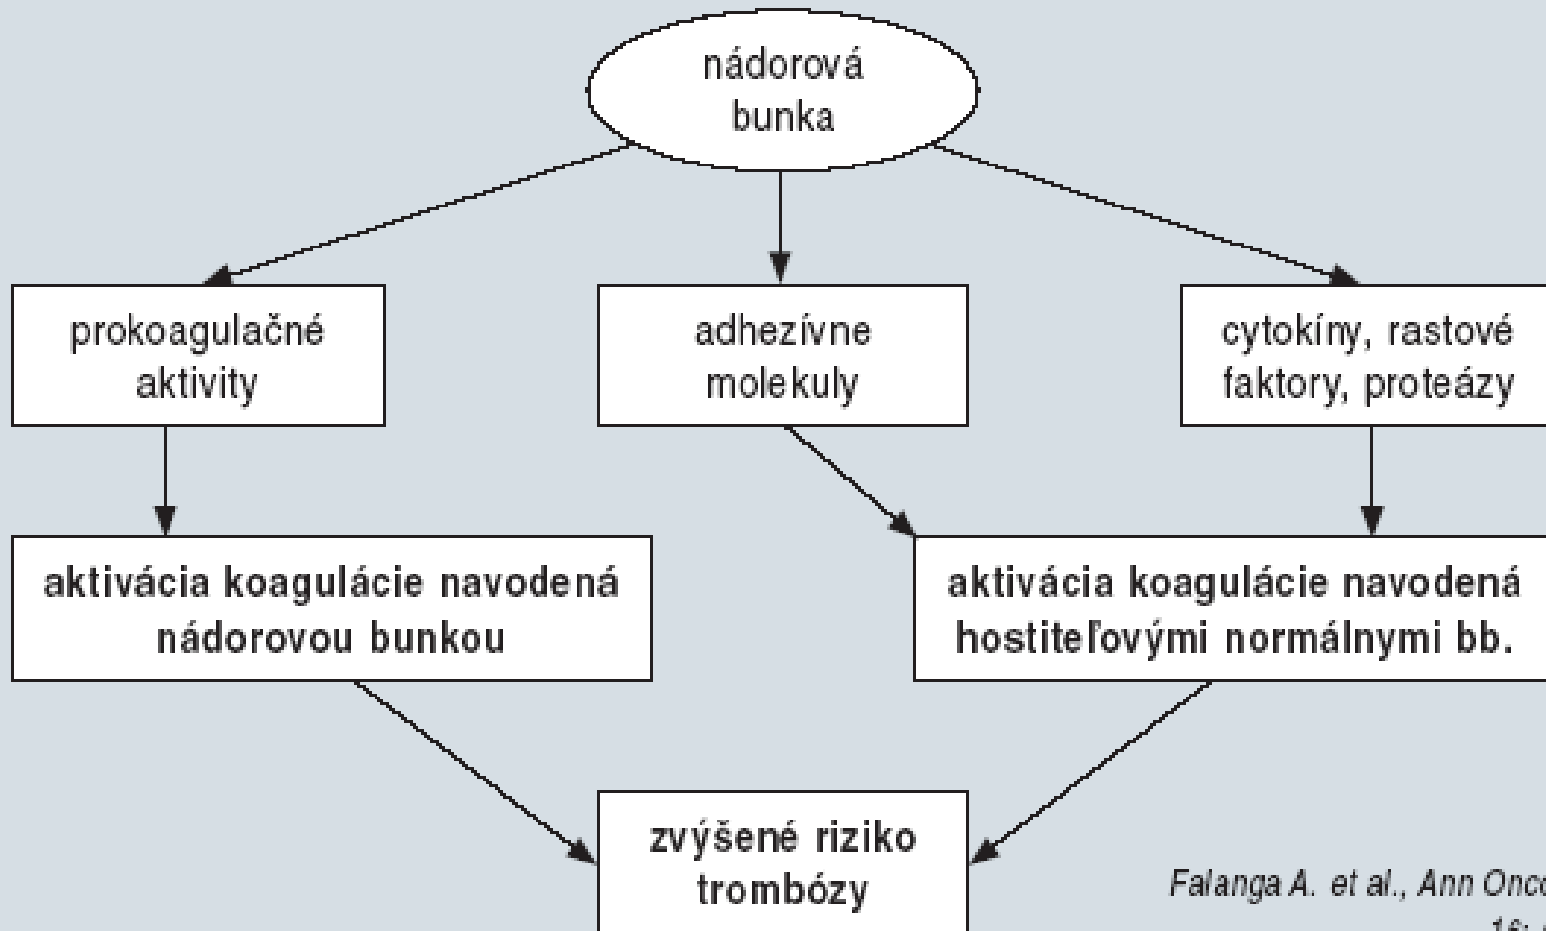 nádorová
bunka
prokoagulačné
aktivity
adhezívne
molekuly
cytokíny, rastové
faktory, proteázy
aktivácia koagulácie navodená
nádorovou bunkou
aktivácia koagulácie navodená
hostiteľovými normálnymi bb.
zvýšené riziko
trombózy
Falanga A. et al., Ann Onco